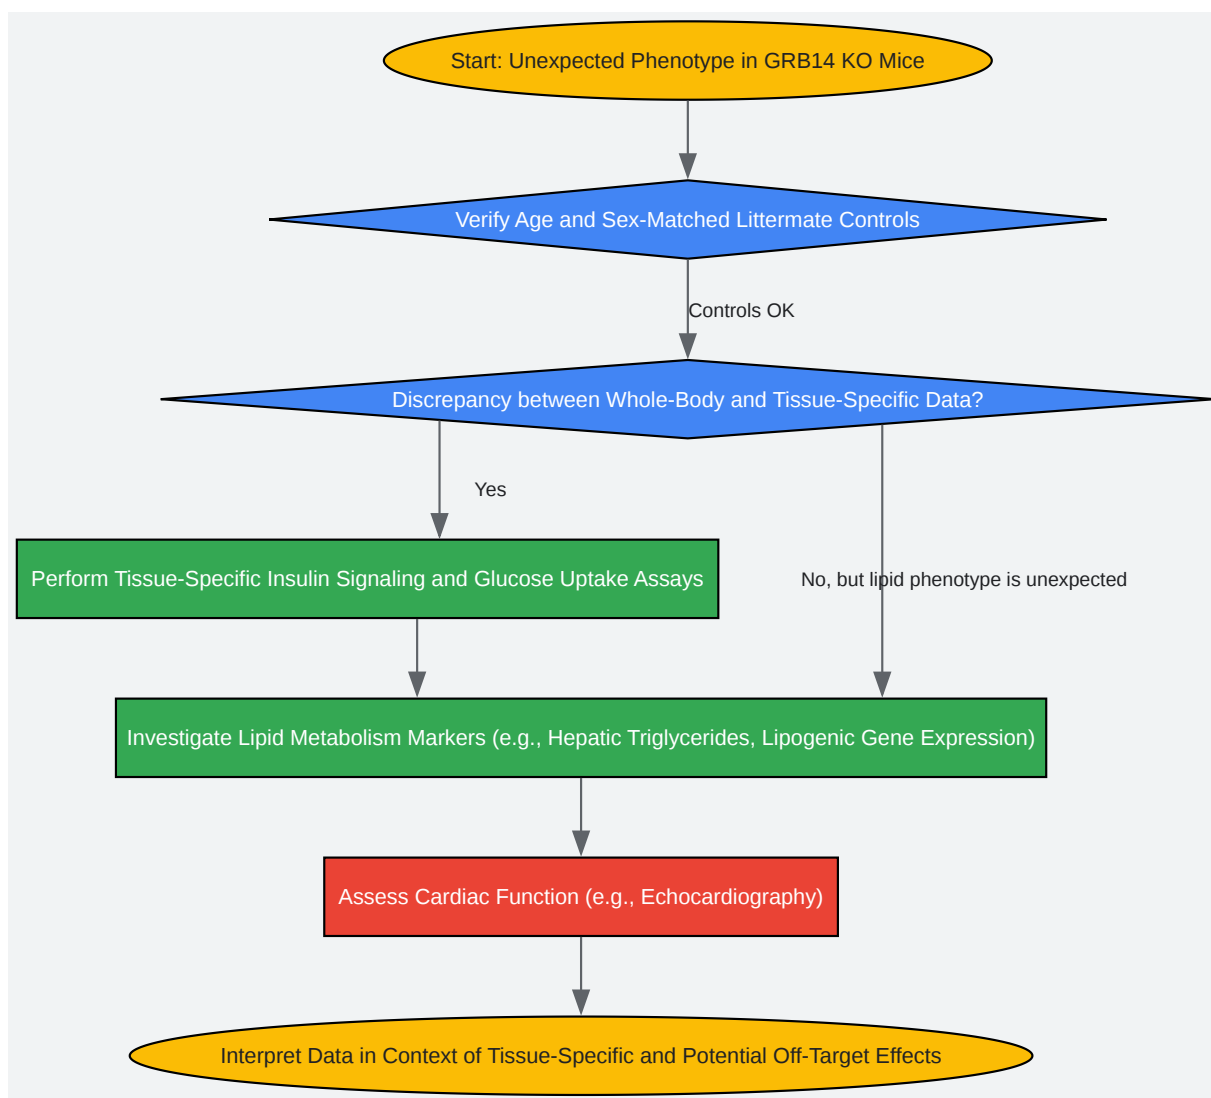 Start: Unexpected Phenotype in GRB14 KO Mice
Verify Age and Sex-Matched Littermate Controls
Controls OK
Discrepancy between Whole-Body and Tissue-Specific Data?
Yes
Perform Tissue-Specific Insulin Signaling and Glucose Uptake Assays
No, but lipid phenotype is unexpected
Investigate Lipid Metabolism Markers (e.g., Hepatic Triglycerides, Lipogenic Gene Expression)
Assess Cardiac Function (e.g., Echocardiography)
Interpret Data in Context of Tissue-Specific and Potential Off-Target Effects